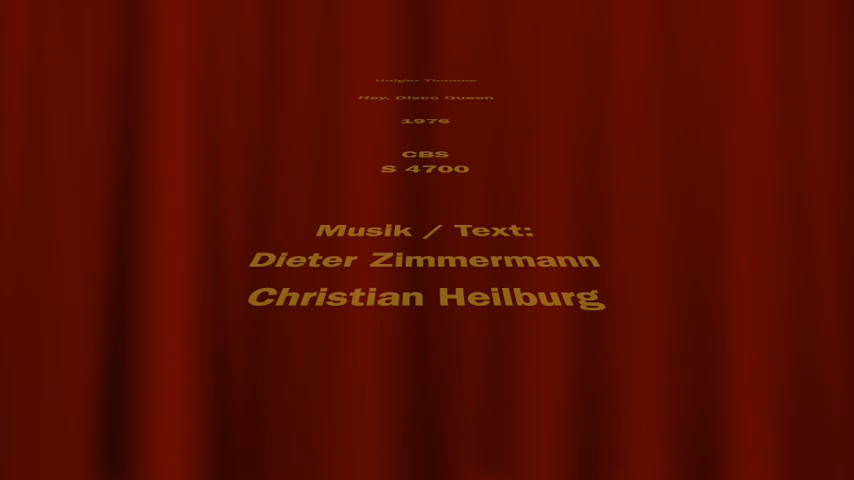 Holger Thomas
Hey, Disco Queen
1976
CBS
S 4700
Musik / Text:
Dieter Zimmermann
Christian Heilburg